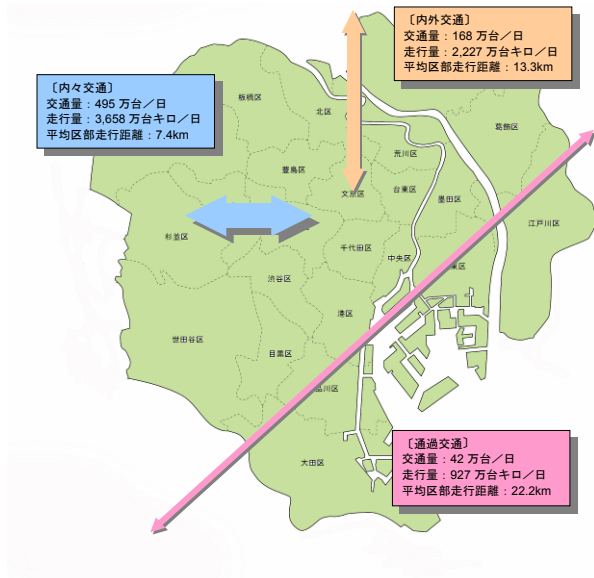 〔内外交通〕
交通量：168 万台／日
走行量：2,227 万台キロ／日
平均区部走行距離：13.3km
〔内々交通〕
交通量：495 万台／日
走行量：3,658 万台キロ／日
平均区部走行距離：7.4km
板橋区
北区
葛飾区
荒川区
豊島区
文京区
台東区
墨田区
江戸川区
杉並区
千代田区
中央区
東区
渋谷区
港区
世田谷区
目黒区
品川区
大田区
〔通過交通〕
交通量：42 万台／日
走行量：927 万台キロ／日
平均区部走行距離：22.2km